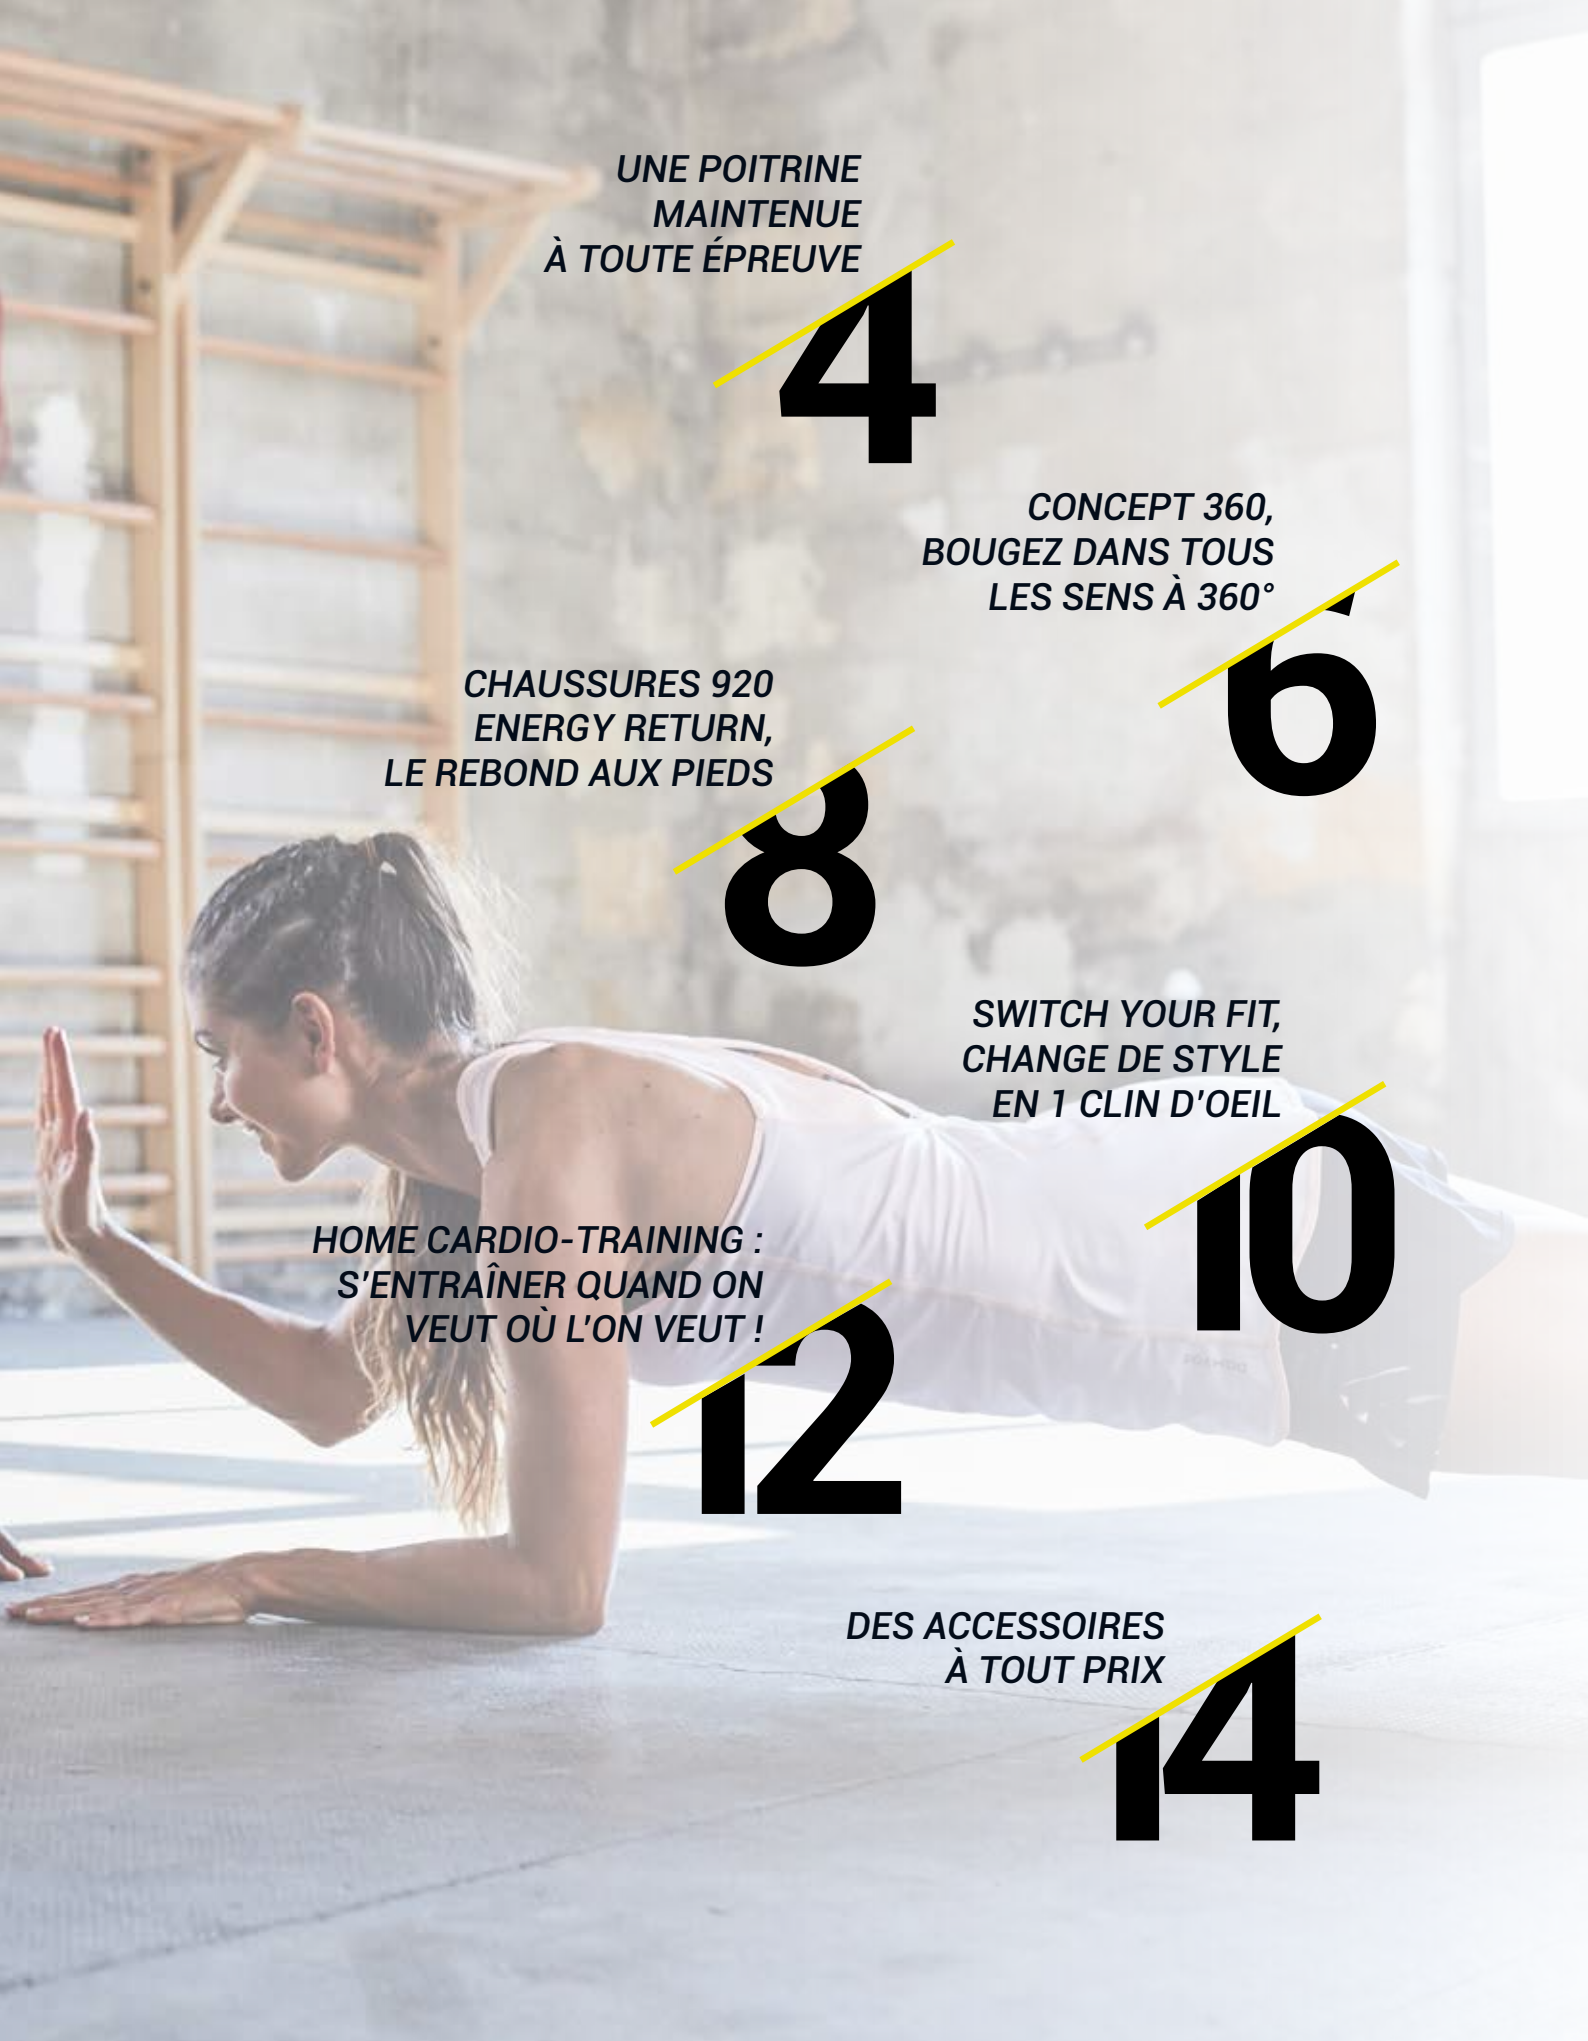 UNE POITRINE
MAINTENUE
À TOUTE ÉPREUVE
4
CONCEPT 360,
BOUGEZ DANS TOUS
LES SENS À 360°
6
CHAUSSURES 920
ENERGY RETURN,
LE REBOND AUX PIEDS
8
SWITCH YOUR FIT,
CHANGE DE STYLE
EN 1 CLIN D'OEIL
10
HOME CARDIO-TRAINING :
S'ENTRAÎNER QUAND ON
VEUT OÙ L'ON VEUT !
12
DES ACCESSOIRES
À TOUT PRIX
14